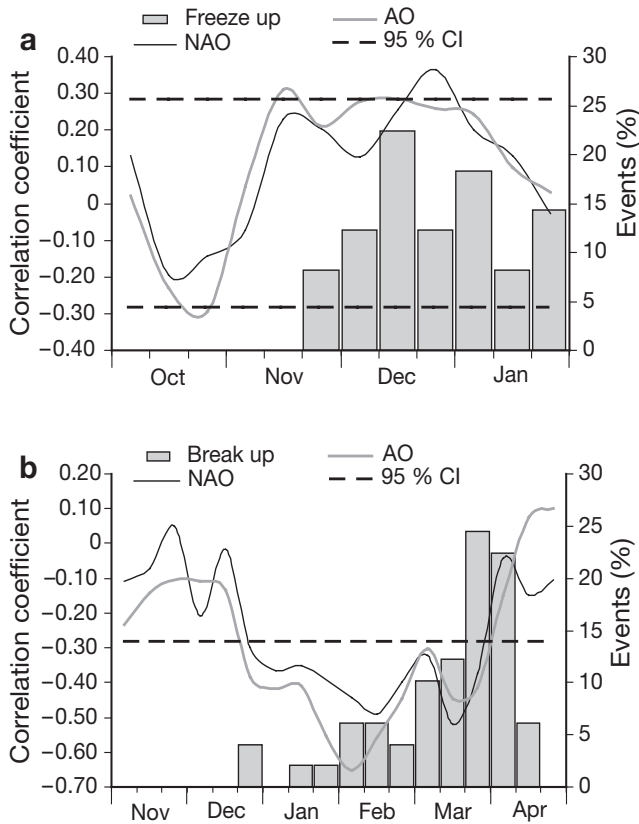 a
Freeze up
AO
NAO
95 % CI
Correlation coefficient
0.40
0.30
0.20
0.10
0
−0.10
−0.20
−0.30
−0.40
30
25
20
15
10
5
0
Events (%)
Oct
Nov
Dec
Jan
b
Break up
AO
NAO
95 % CI
Correlation coefficient
0.20
0.10
0
−0.10
−0.20
−0.30
−0.40
−0.50
−0.60
−0.70
30
25
20
15
10
5
0
Events (%)
Nov
Dec
Jan
Feb
Mar
Apr